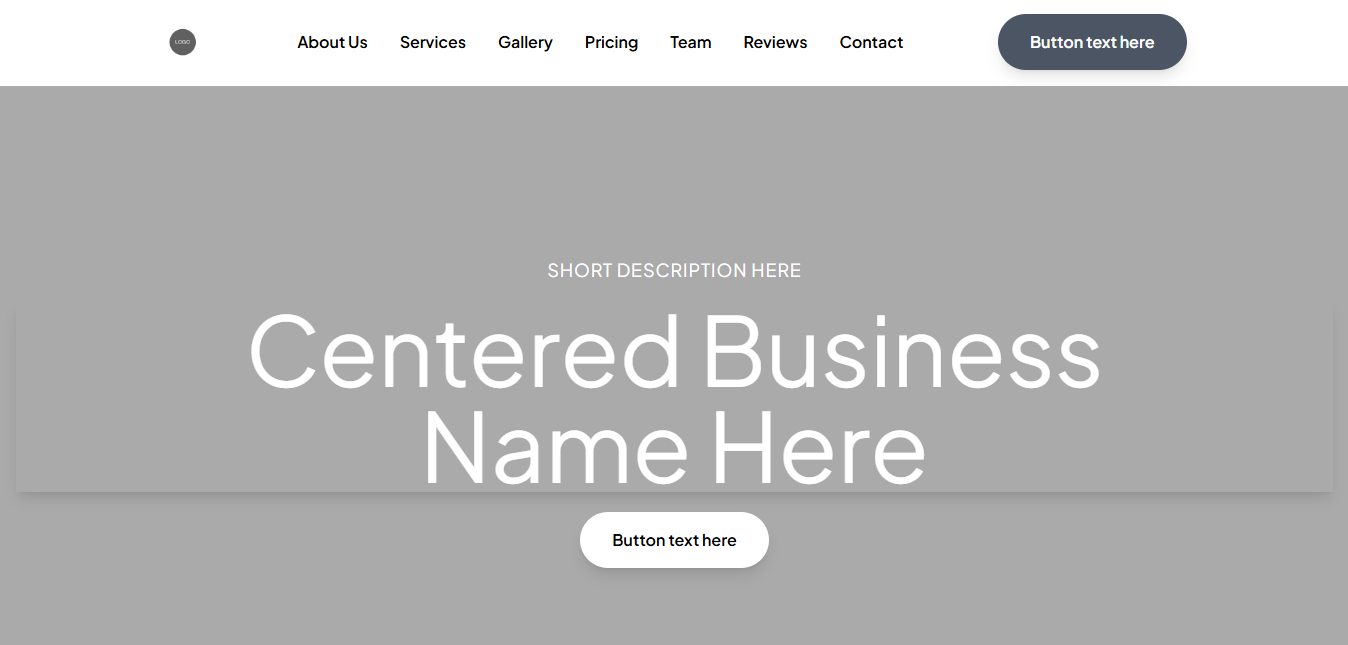 LOGO
About Us
Services
Gallery
Pricing
Team
Reviews
Contact
Button text here
SHORT DESCRIPTION HERE
Centered Business
Name Here
Button text here